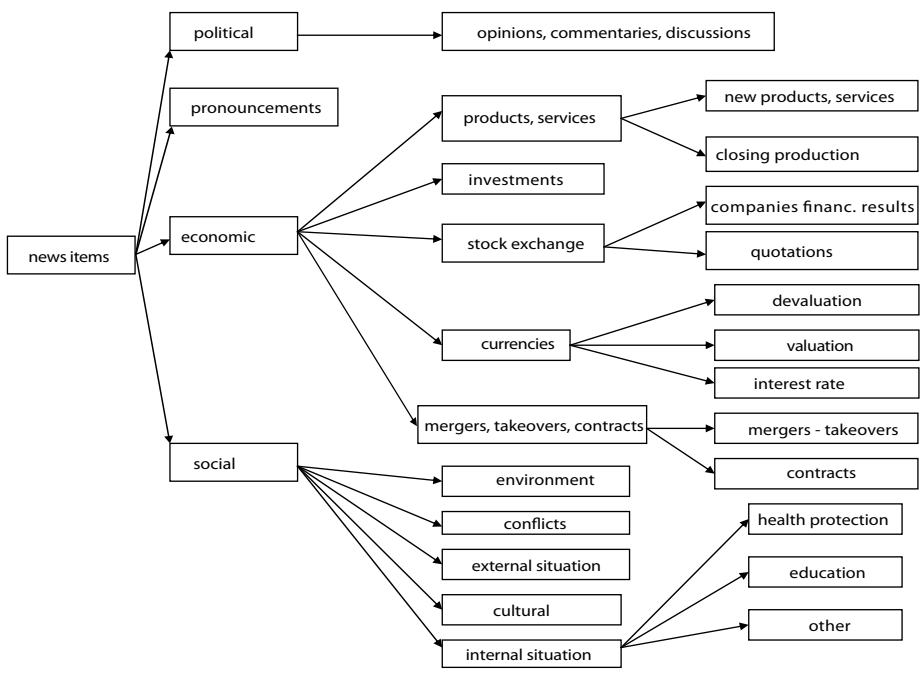 political
opinions, commentaries, discussions
pronouncements
products, services
new products, services
closing production
investments
companies financ. results
economic
stock exchange
quotations
news items
devaluation
currencies
valuation
interest rate
mergers, takeovers, contracts
mergers - takeovers
social
contracts
environment
conflicts
health protection
external situation
education
cultural
other
internal situation